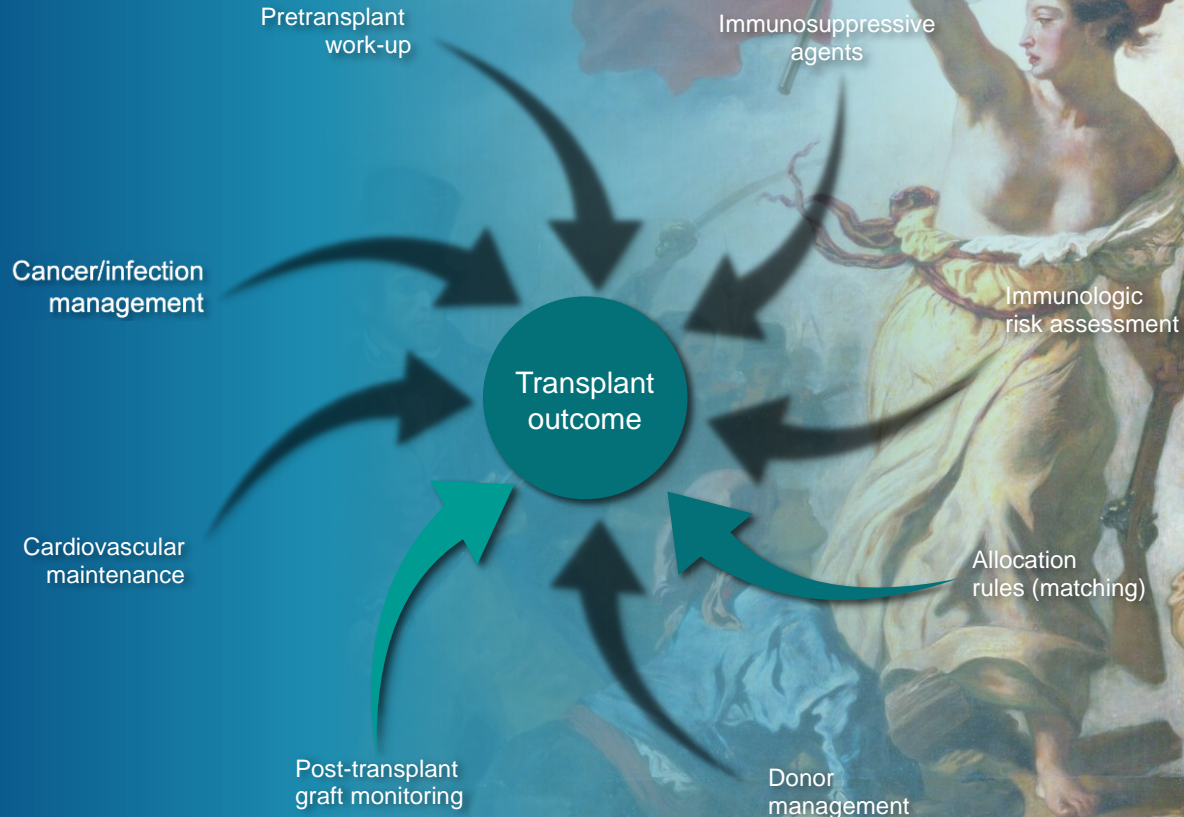 Pretransplant
work-up
Immunosuppressive
agents
Cancer/infection
management
Immunologic
risk assessment
Transplant
outcome
Cardiovascular
maintenance
Allocation
rules (matching)
Post-transplant
graft monitoring
Donor
management